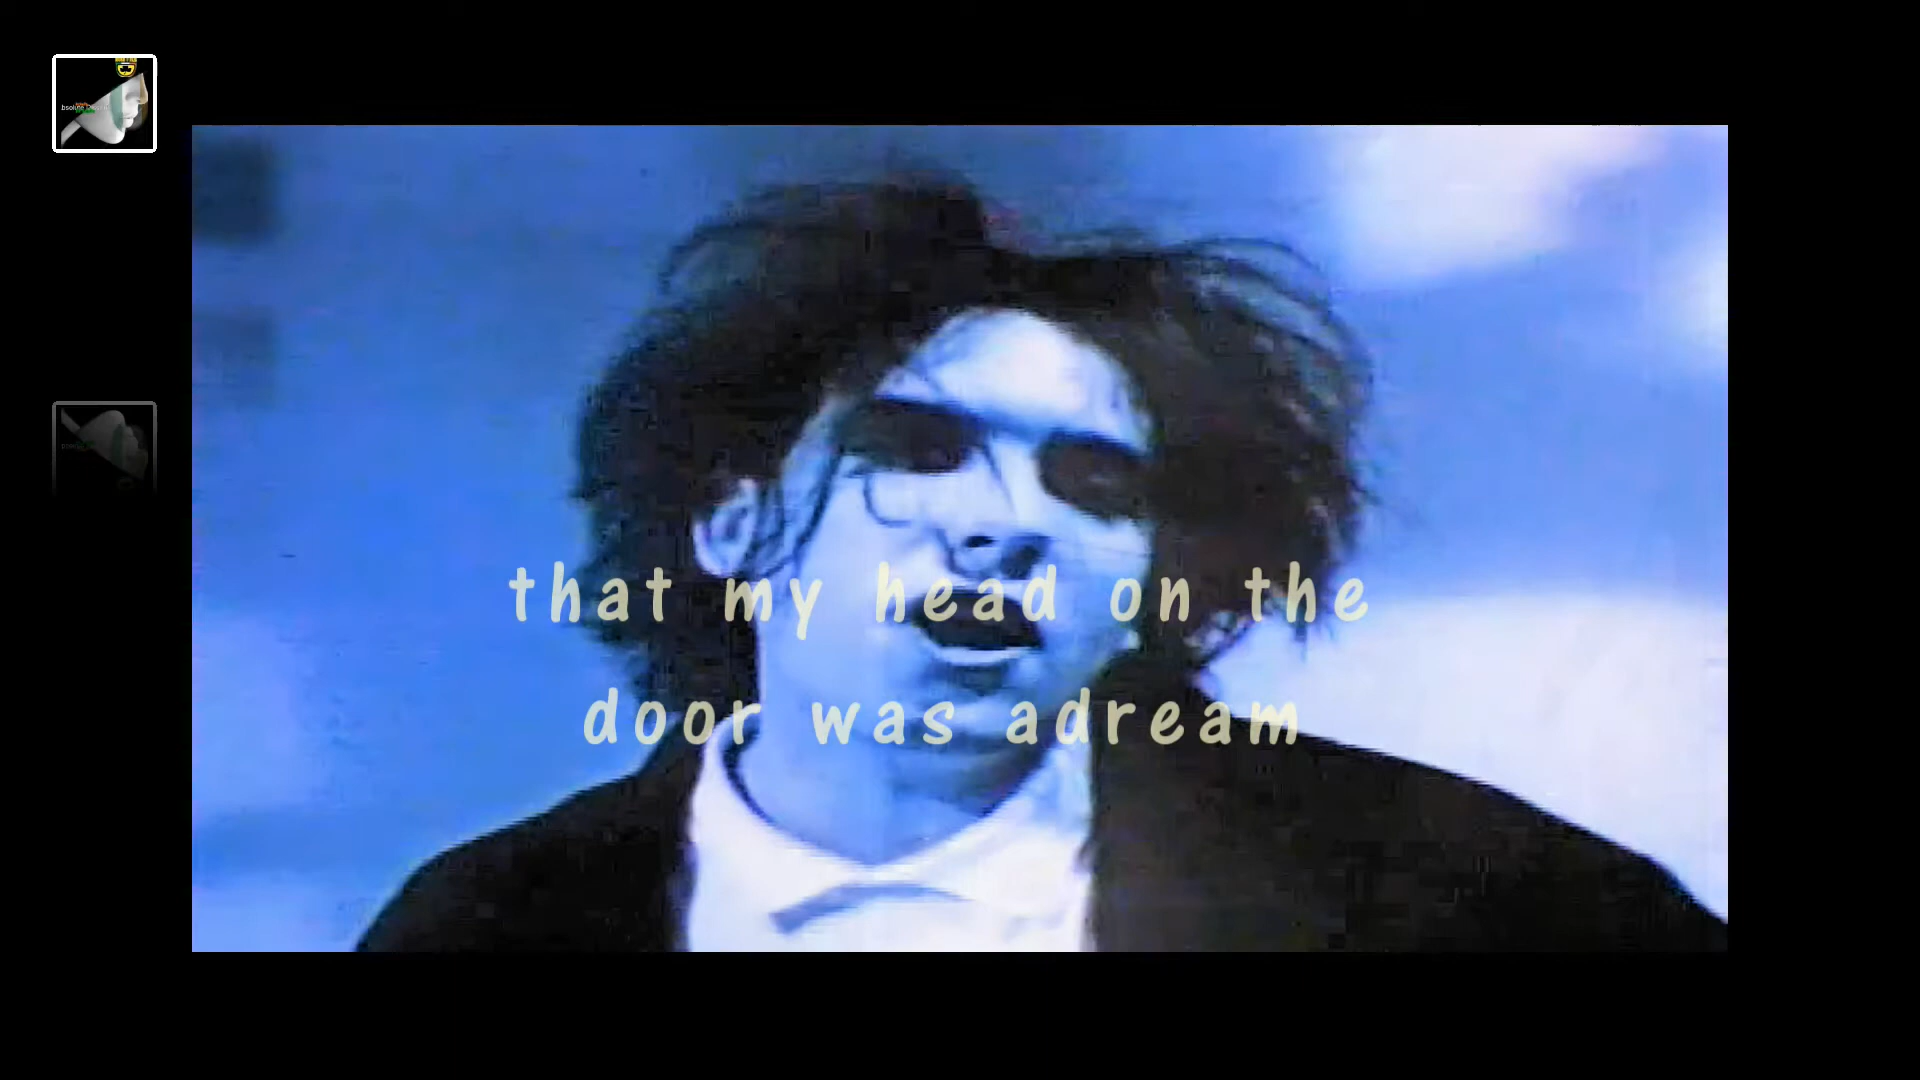 that my head on the
door was adream